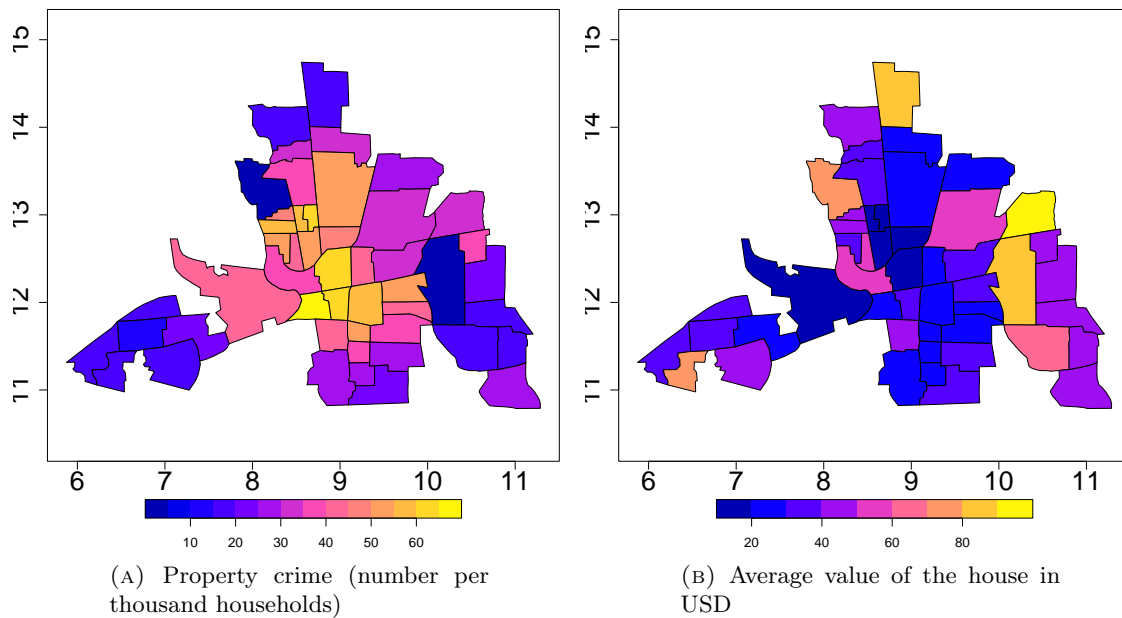 15
14
13
12
11
6 7 8 9 10 11
10 20 30 40 50 60
(A) Property crime (number per
thousand households)
15
14
13
12
11
6 7 8 9 10 11
20 40 60 80
(B) Average value of the house in
USD